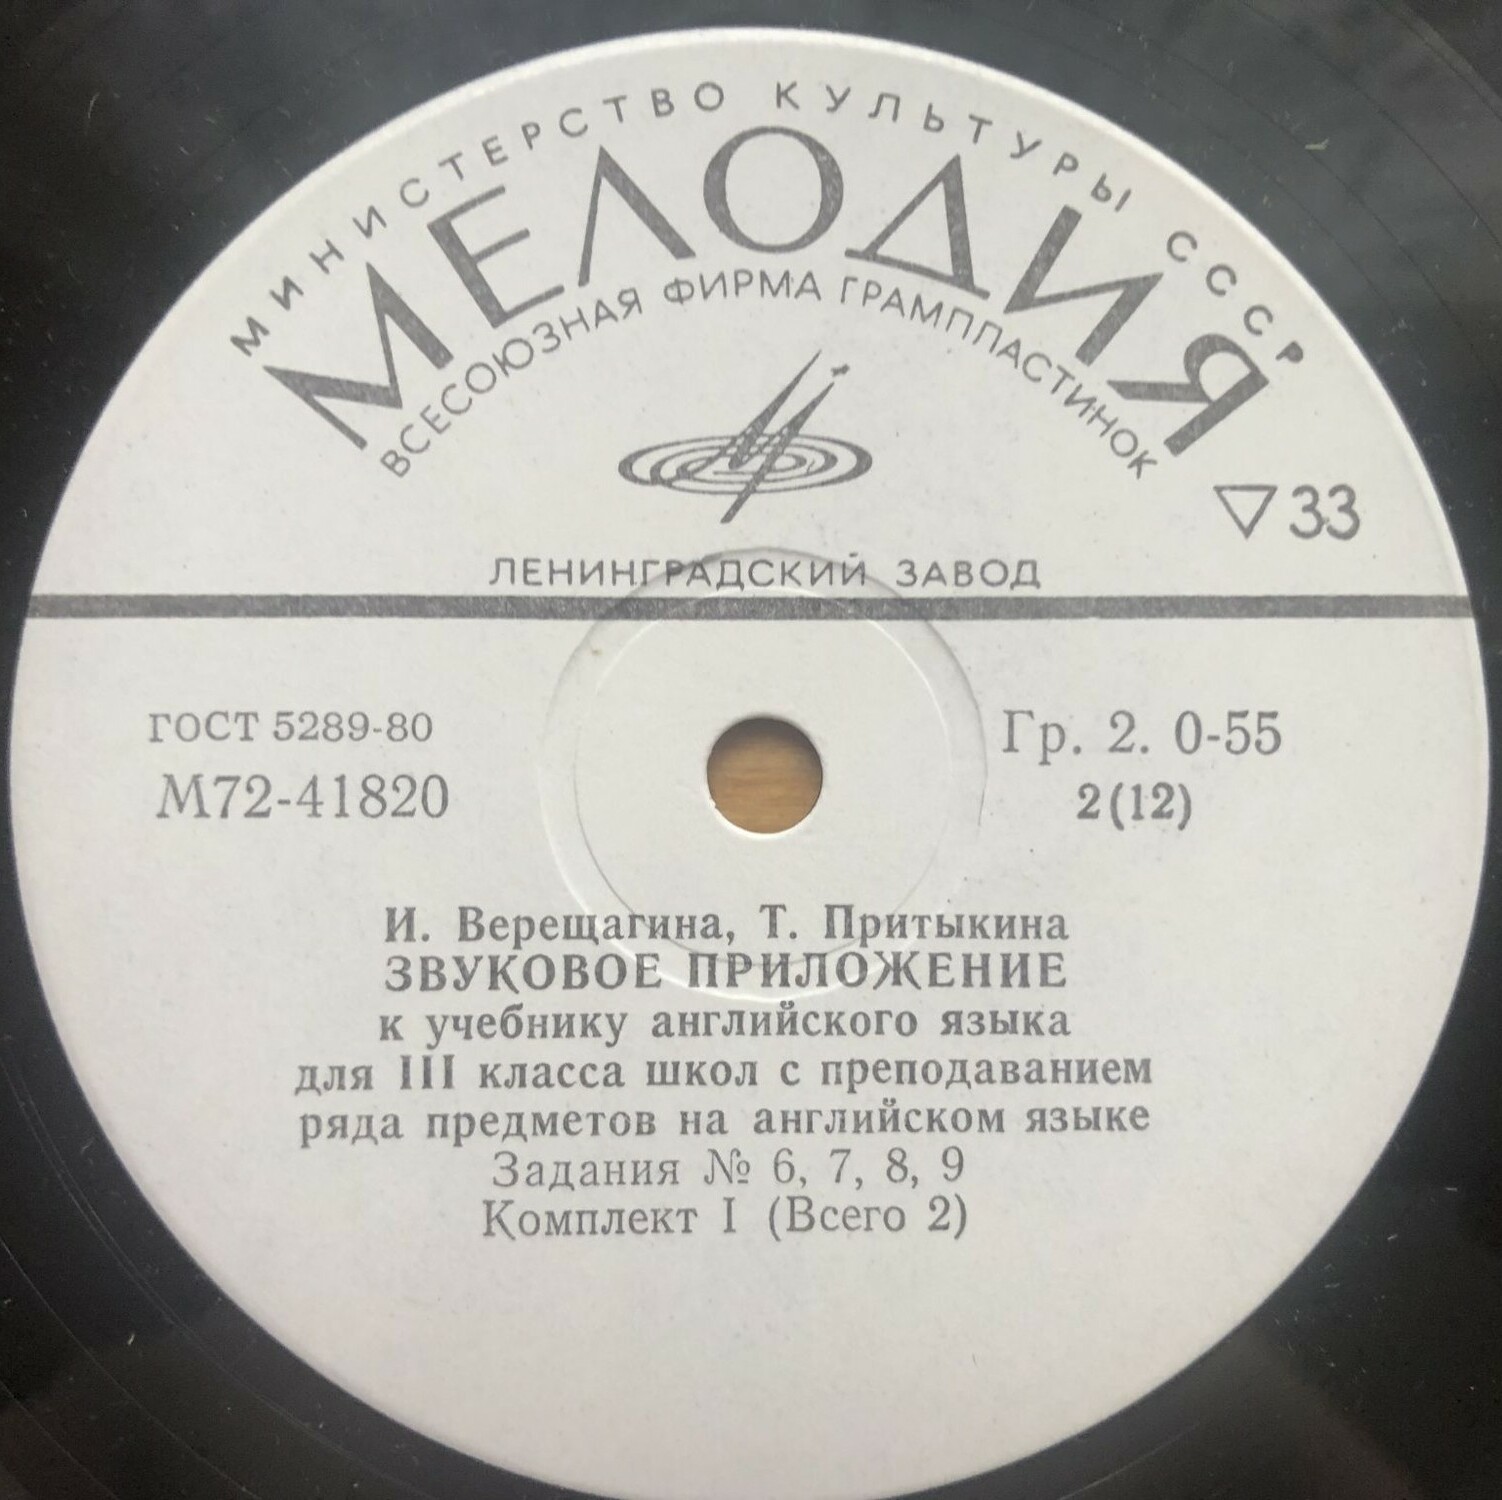 МИНИСТЕРСТВО КУЛЬТУРЫ СССР
МЕЛОДИЯ
ВСЕСОЮЗНАЯ ФИРМА ГРАМПЛАСТИНОК
33
ЛЕНИНГРАДСКИЙ ЗАВОД
ГОСТ 5289-80
М72-41820
Гр. 2. 0-55
2(12)
И. Верещагина, Т. Притыкина
ЗВУКОВОЕ ПРИЛОЖЕНИЕ
к учебнику английского языка
для III класса школ с преподаванием
ряда предметов на английском языке
Задания № 6, 7, 8, 9
Комплект I (Всего 2)